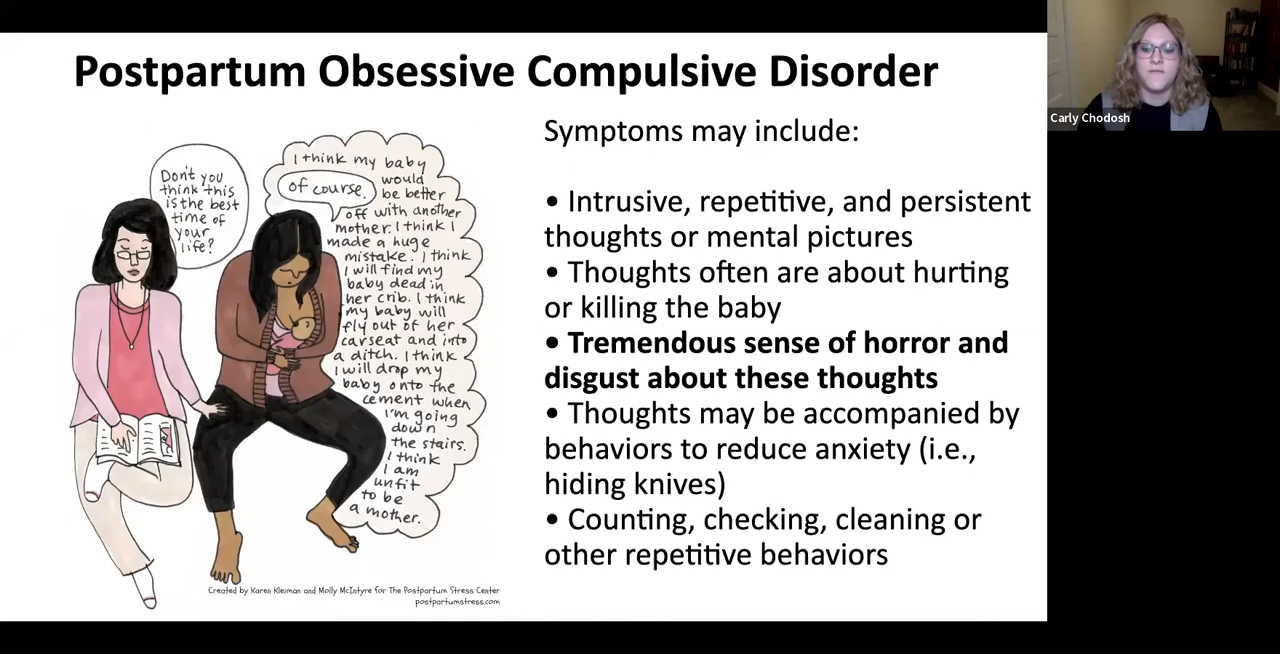 Postpartum Obsessive Compulsive Disorder
Carly Chodosh
Don't you
think this
is the best
time of
your
life?
of course.
I think my baby
would
be better
off with another
mother. I think I
made a huge
mistake. I think
I will find my
baby dead in
her crib. I think
my baby will
fly out of her
carseat and into
a ditch. I think
I will drop my
baby onto the
cement when
I'm going
down
the stairs.
I think
I am
unfit
to be
a mother.
Created by Karen Kleiman and Molly McIntyre for The Postpartum Stress Center
postpartumstress.com
Symptoms may include:
• Intrusive, repetitive, and persistent
thoughts or mental pictures
• Thoughts often are about hurting
or killing the baby
• Tremendous sense of horror and
disgust about these thoughts
• Thoughts may be accompanied by
behaviors to reduce anxiety (i.e.,
hiding knives)
• Counting, checking, cleaning or
other repetitive behaviors